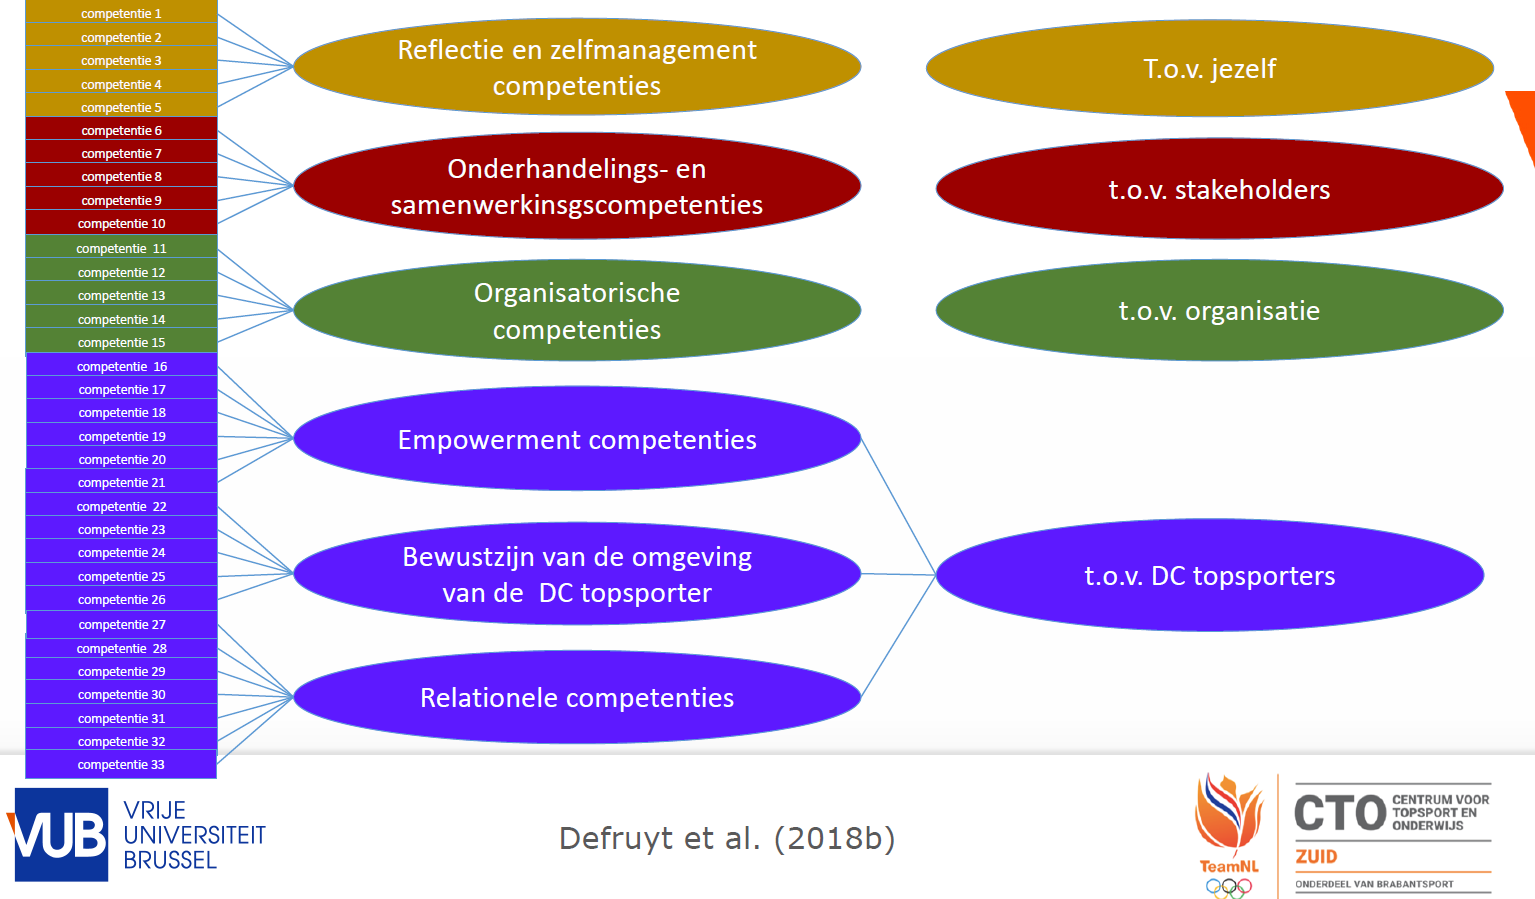 competentie 1
competentie 2
competentie 3
competentie 4
competentie 5
competentie 6
competentie 7
competentie 8
competentie 9
competentie 10
competentie  11
competentie 12
competentie 13
competentie 14
competentie 15
competentie  16
competentie 17
competentie 18
competentie 19
competentie 20
competentie 21
competentie  22
competentie 23
competentie 24
competentie 25
competentie 26
competentie 27
competentie  28
competentie 29
competentie 30
competentie 31
competentie 32
competentie 33
Reflectie en zelfmanagement
competenties
Onderhandelings- en
samenwerkinsgscompetenties
Organisatorische
competenties
Empowerment competenties
Bewustzijn van de omgeving
van de  DC topsporter
Relationele competenties
T.o.v. jezelf
t.o.v. stakeholders
t.o.v. organisatie
t.o.v. DC topsporters
VUB
VRIJE
UNIVERSITEIT
BRUSSEL
Defruyt et al. (2018b)
TeamNL
CTO
CENTRUM VOOR
TOPSPORT EN
ONDERWIJS
ZUID
ONDERDEEL VAN BRABANTSPORT